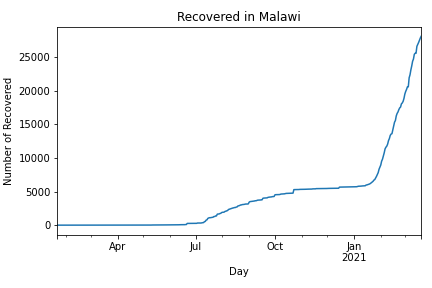 Recovered in Malawi
Number of Recovered
25000
20000
15000
10000
5000
0
Apr
Jul
Oct
Jan
2021
Day